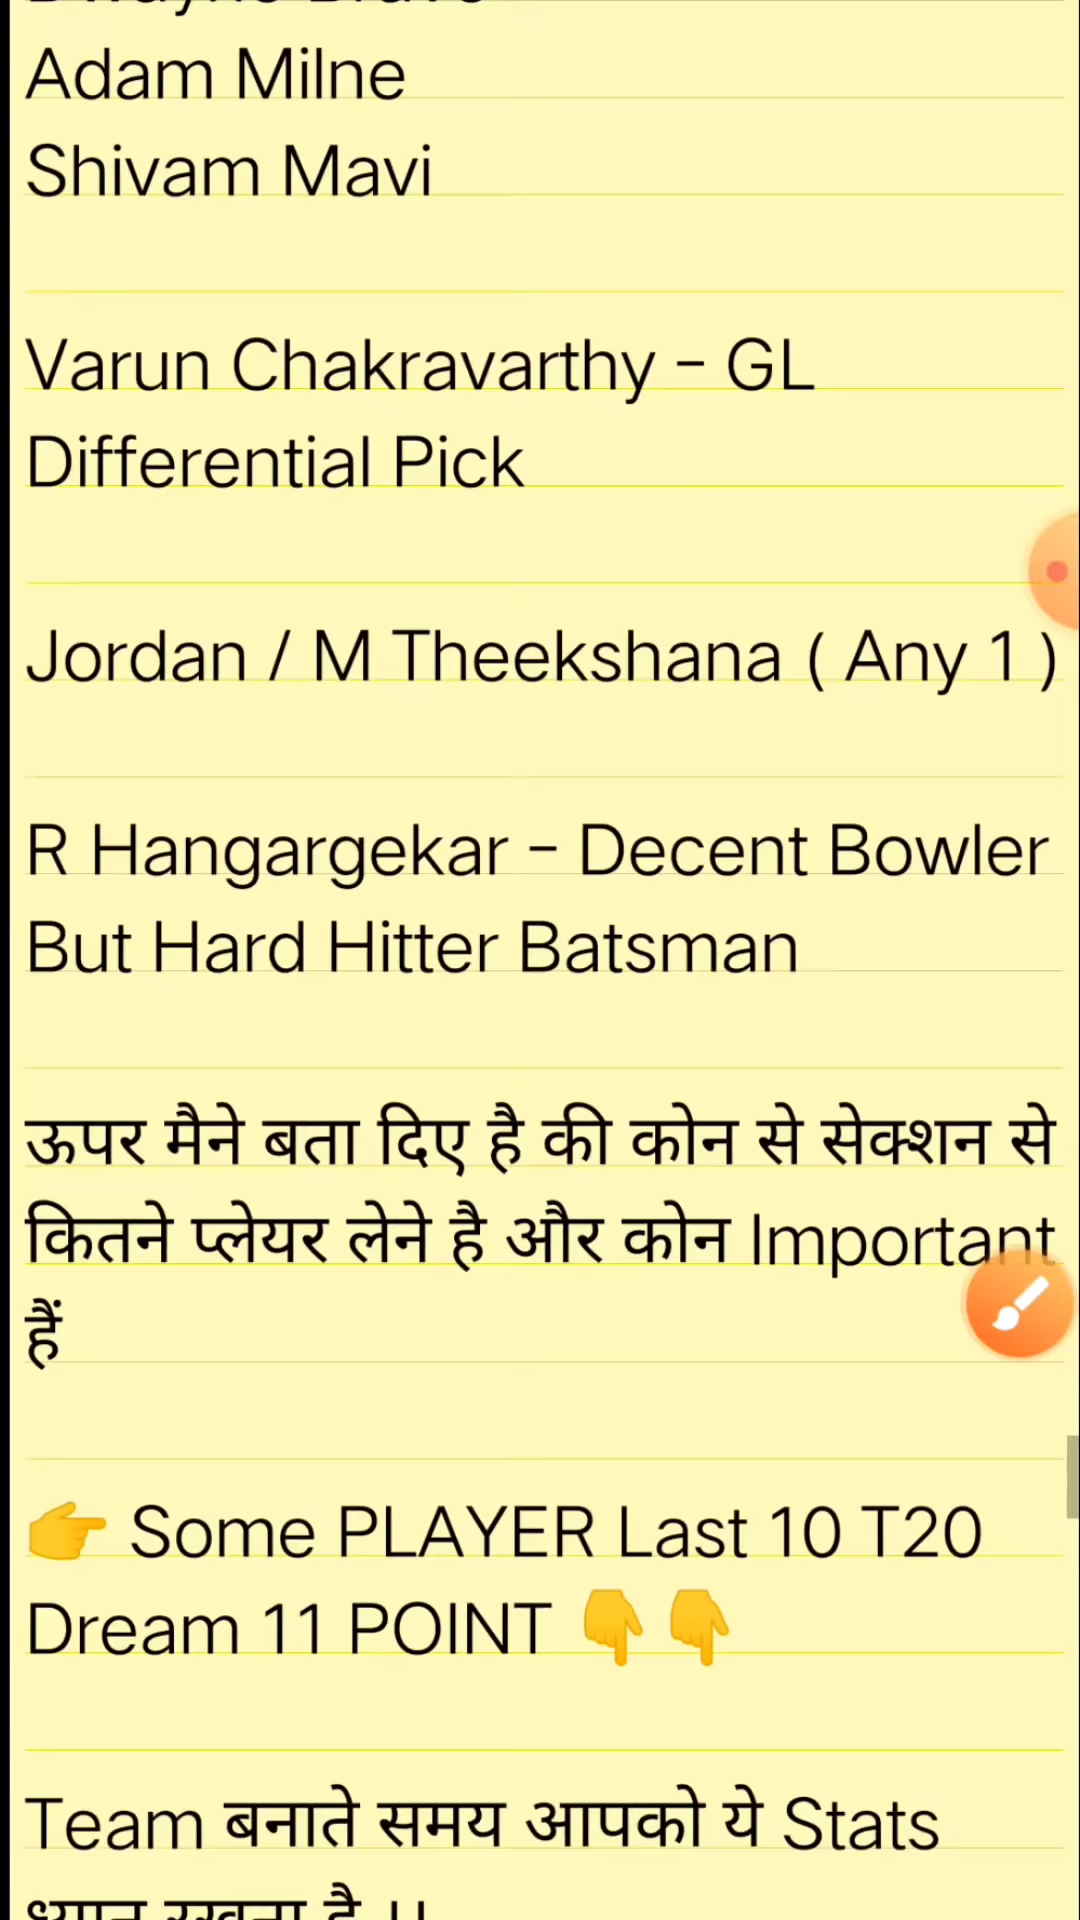 Adam Milne
Shivam Mavi
Varun Chakravarthy - GL
Differential Pick
Jordan / M Theekshana ( Any 1 )
R Hangargekar - Decent Bowler
But Hard Hitter Batsman
ऊपर मैने बता दिए है की कोन से सेक्शन से
कितने प्लेयर लेने है और कोन Important
हैं
👉 Some PLAYER Last 10 T20
Dream 11 POINT 👇👇
Team बनाते समय आपको ये Stats
ध्यान रखना है ।।